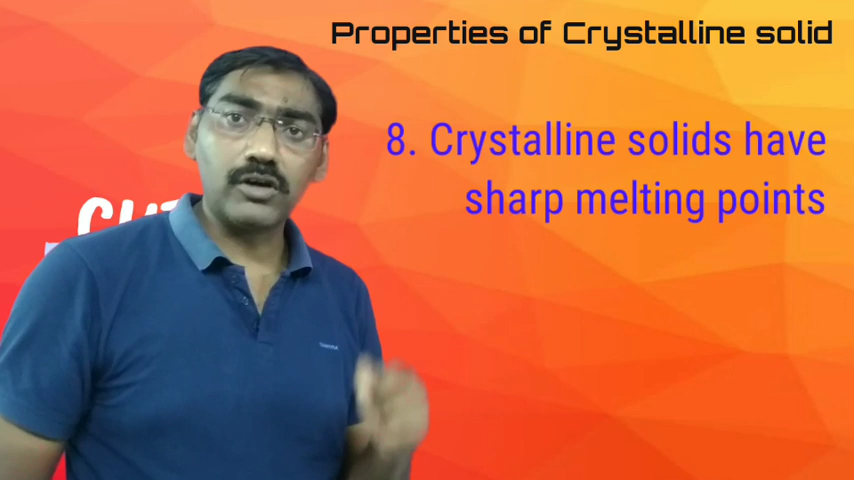 Properties of Crystalline solid
8. Crystalline solids have
sharp melting points